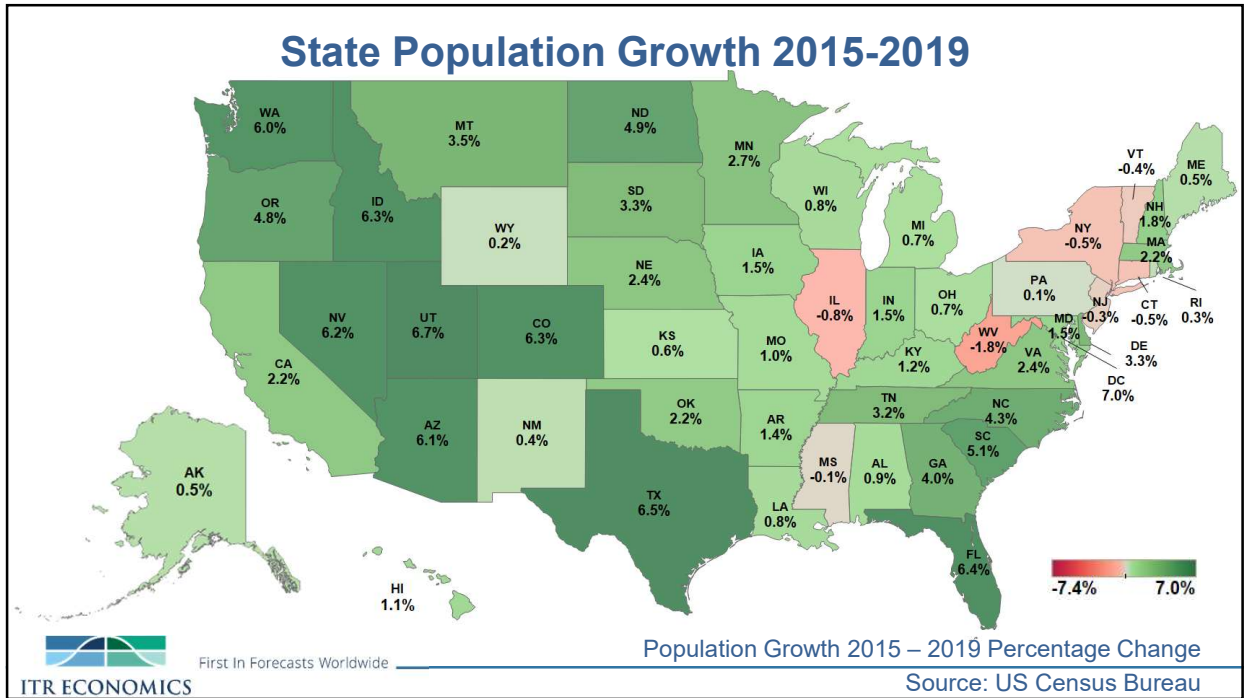 State Population Growth 2015-2019
WA
6.0%
MT
3.5%
ND
4.9%
MN
2.7%
VT
-0.4%
ME
0.5%
OR
4.8%
ID
6.3%
WY
0.2%
SD
3.3%
WI
0.8%
MI
0.7%
NY
-0.5%
NH
1.8%
MA
2.2%
NV
6.2%
UT
6.7%
CO
6.3%
NE
2.4%
IA
1.5%
IL
-0.8%
IN
1.5%
OH
0.7%
PA
0.1%
NJ
-0.3%
CT
-0.5%
RI
0.3%
CA
2.2%
KS
0.6%
MO
1.0%
KY
1.2%
WV
-1.8%
VA
2.4%
MD
1.5%
DE
3.3%
DC
7.0%
AZ
6.1%
NM
0.4%
OK
2.2%
AR
1.4%
TN
3.2%
NC
4.3%
SC
5.1%
AK
0.5%
TX
6.5%
LA
0.8%
MS
-0.1%
AL
0.9%
GA
4.0%
FL
6.4%
HI
1.1%
-7.4%
7.0%
Population Growth 2015 – 2019 Percentage Change
First In Forecasts Worldwide
ITR ECONOMICS
Source: US Census Bureau